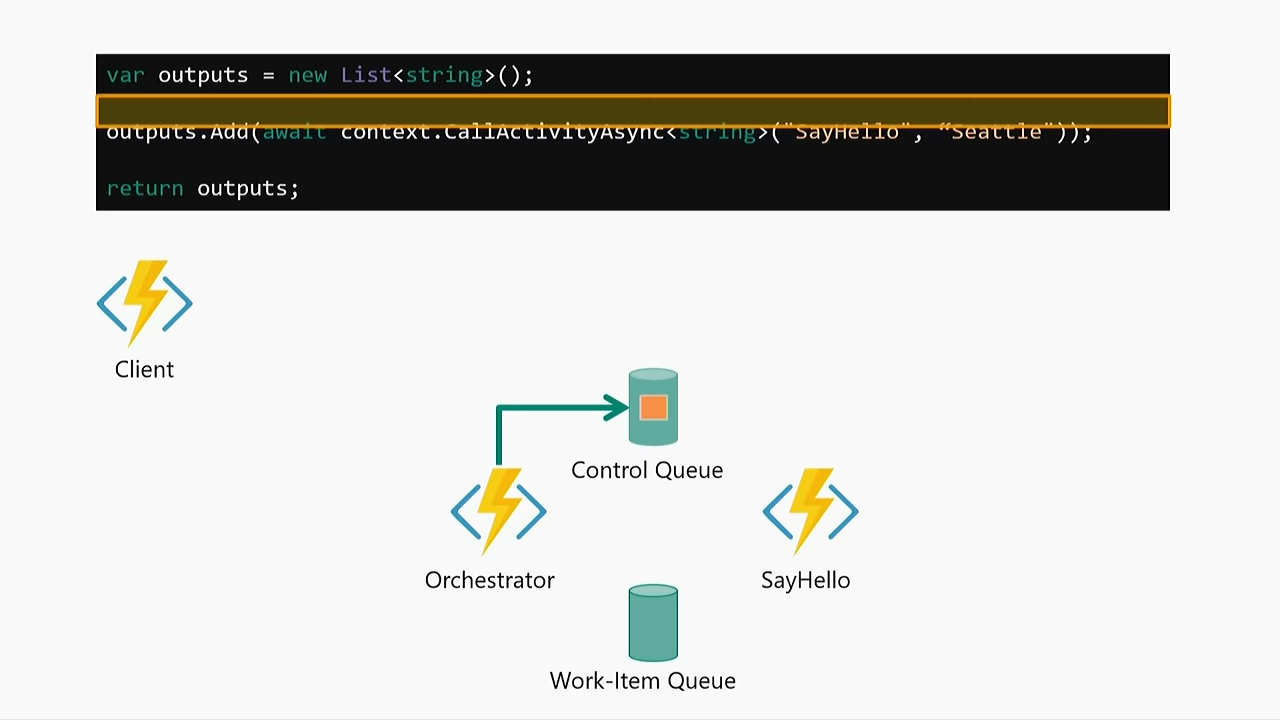 var outputs = new List<string>();
outputs.Add(await context.CallActivityAsync<string>("SayHello", “Seattle"));
return outputs;
Client
Control Queue
Orchestrator
SayHello
Work-Item Queue